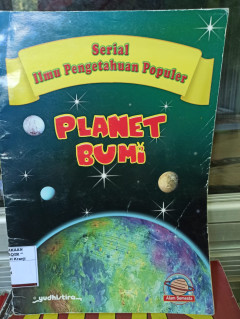 Serial
Ilmu Pengetahuan Populer
PLANET
BUMi
yudhistira
Alam Semesta